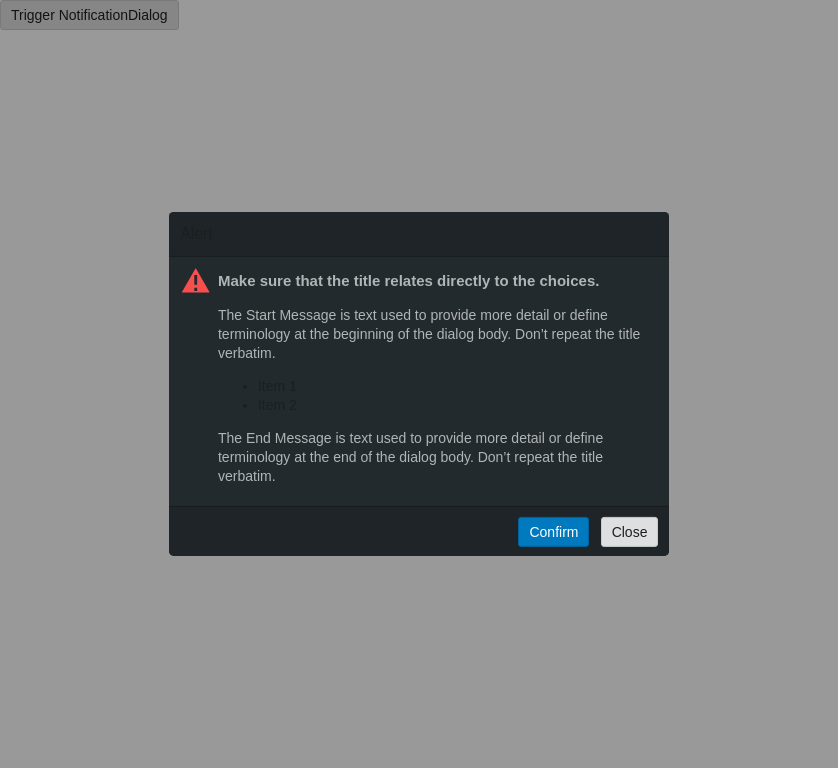 Trigger NotificationDialog
Alert
Make sure that the title relates directly to the choices.
The Start Message is text used to provide more detail or define
terminology at the beginning of the dialog body. Don’t repeat the title
verbatim.
• Item 1
• Item 2
The End Message is text used to provide more detail or define
terminology at the end of the dialog body. Don’t repeat the title
verbatim.
Confirm Close